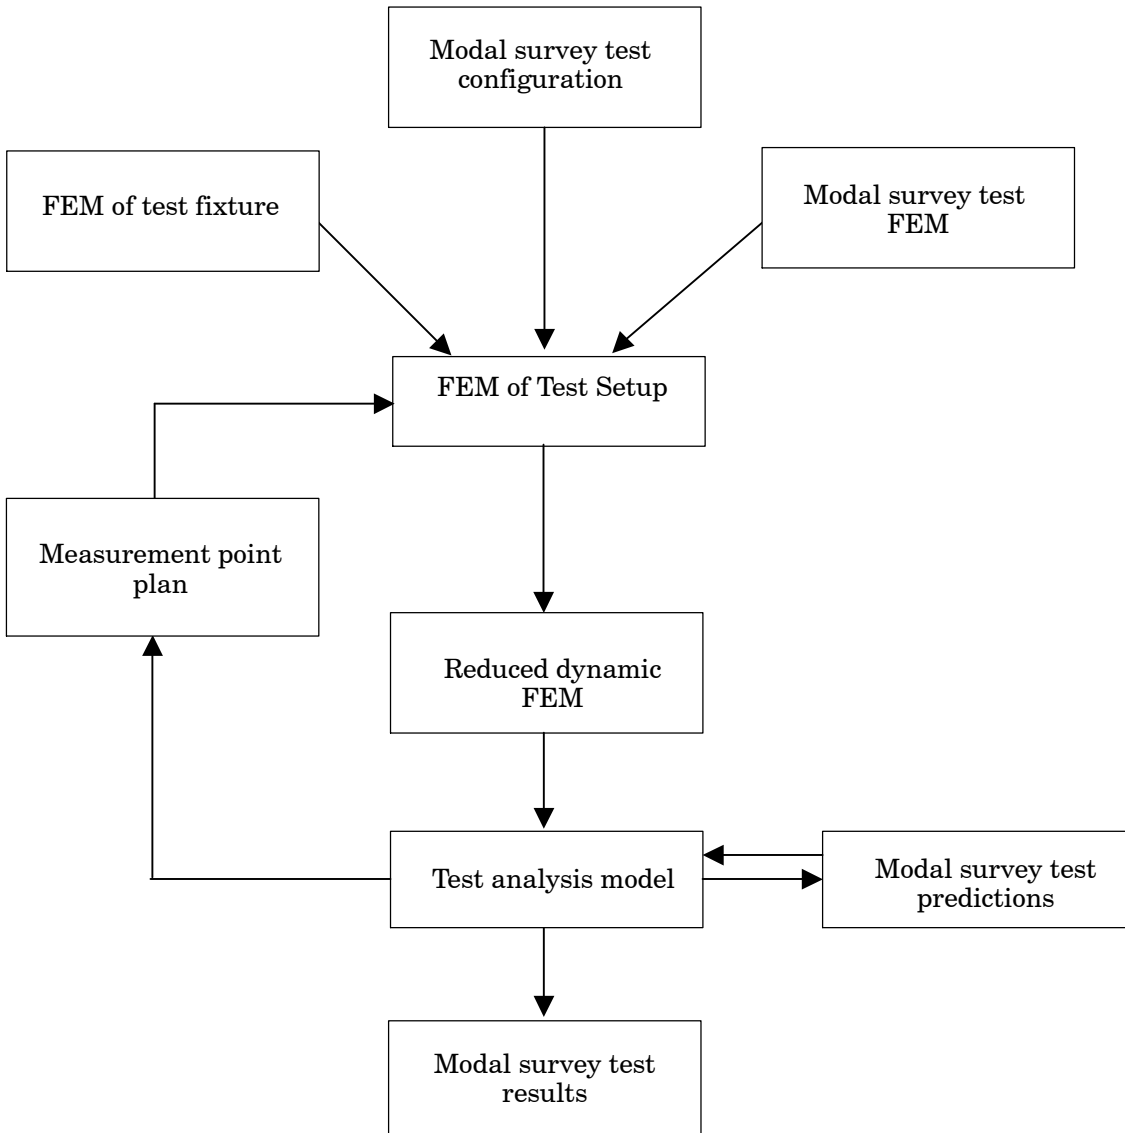 Modal survey test
configuration
FEM of test fixture
Modal survey test
FEM
FEM of Test Setup
Measurement point
plan
Reduced dynamic
FEM
Test analysis model
Modal survey test
predictions
Modal survey test
results